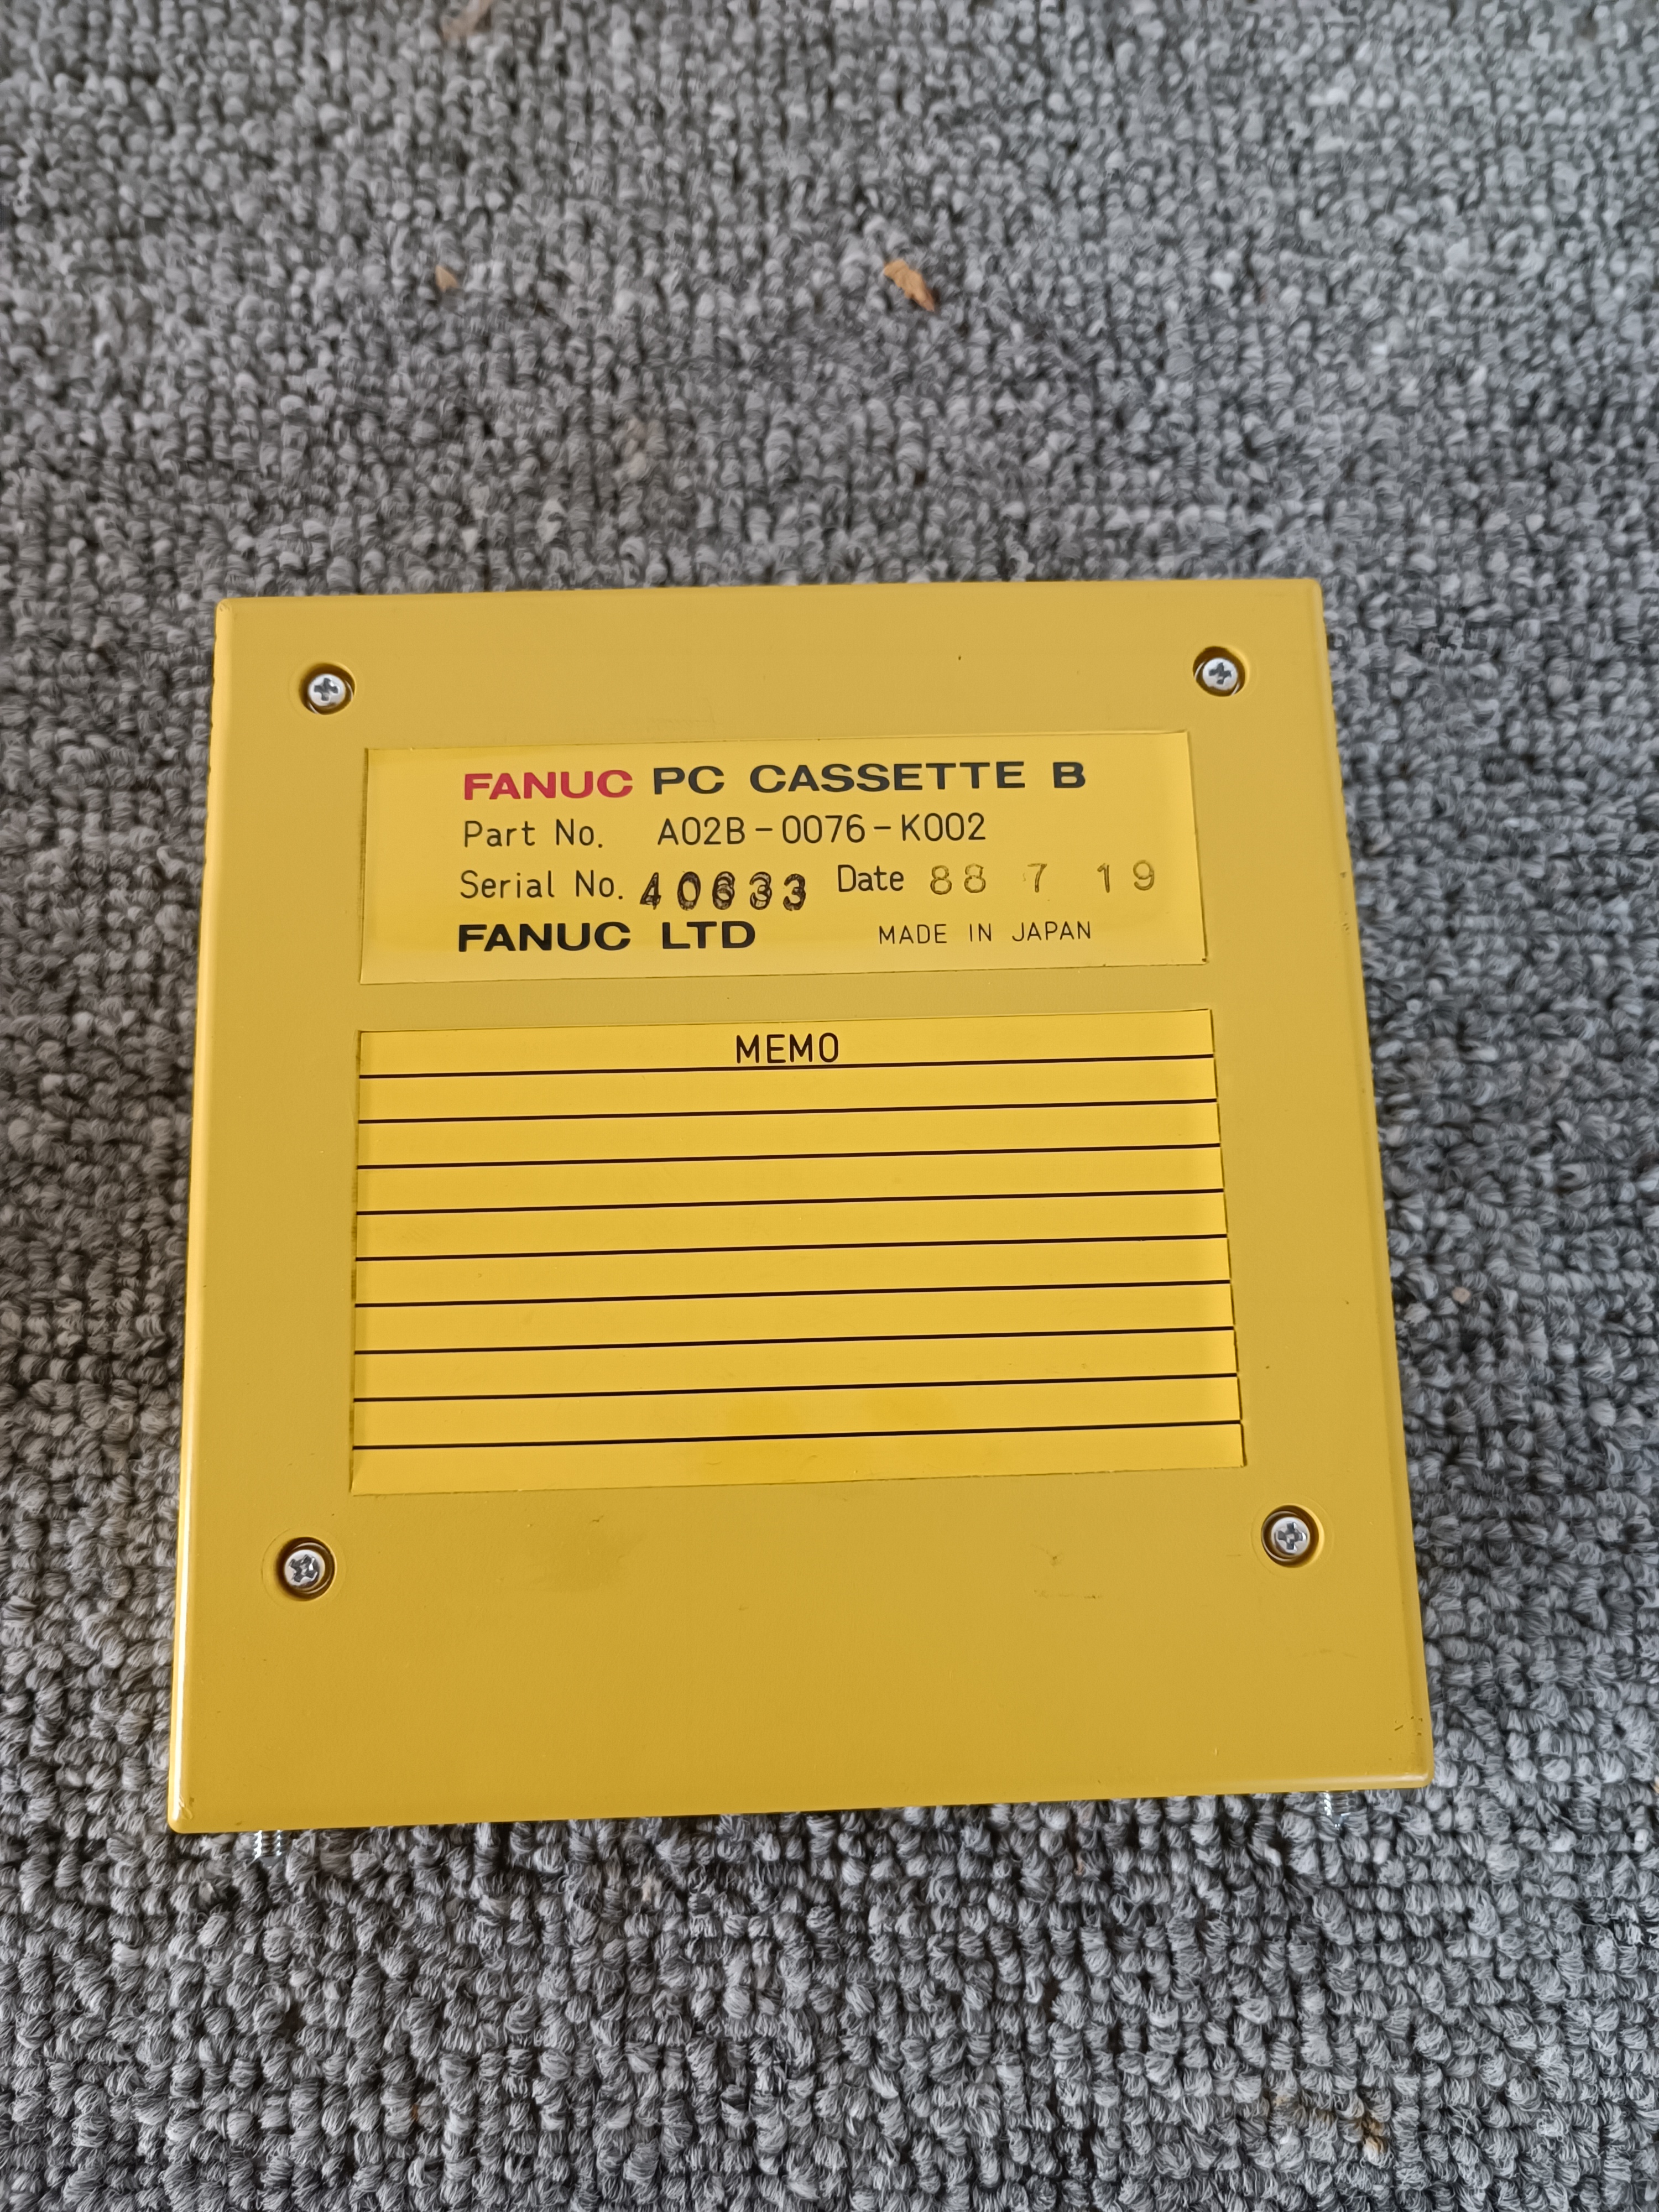 FANUC PC CASSETTE B
Part No. A02B-0076-K002
Serial No. 40633 Date 88 7 19
FANUC LTD MADE IN JAPAN
MEMO